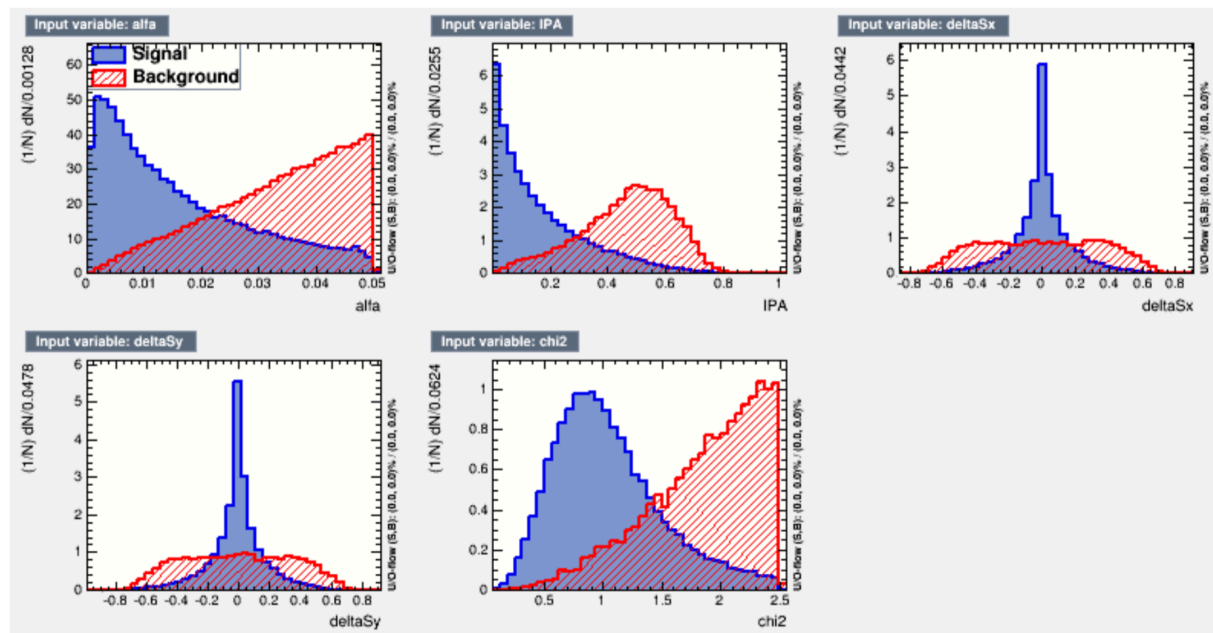 Input variable: alfa
(1/N) dN/0.00128
60
50
40
30
20
10
0
Signal
Background
0
0.01
0.02
0.03
0.04
0.05
alfa
U/O-flow (S,B): (0.0, 0.0)% / (0.0, 0.0)%
Input variable: IPA
(1/N) dN/0.0255
6
5
4
3
2
1
0
0.2
0.4
0.6
0.8
1
IPA
U/O-flow (S,B): (0.0, 0.0)% / (0.0, 0.0)%
Input variable: deltaSx
(1/N) dN/0.0442
6
5
4
3
2
1
0
-0.8 -0.6 -0.4 -0.2 0 0.2 0.4 0.6 0.8
deltaSx
U/O-flow (S,B): (0.0, 0.0)% / (0.0, 0.0)%
Input variable: deltaSy
(1/N) dN/0.0478
6
5
4
3
2
1
0
-0.8 -0.6 -0.4 -0.2 0 0.2 0.4 0.6 0.8
deltaSy
U/O-flow (S,B): (0.0, 0.0)% / (0.0, 0.0)%
Input variable: chi2
(1/N) dN/0.0624
1
0.8
0.6
0.4
0.2
0
0.5
1
1.5
2
2.5
chi2
U/O-flow (S,B): (0.0, 0.0)% / (0.0, 0.0)%